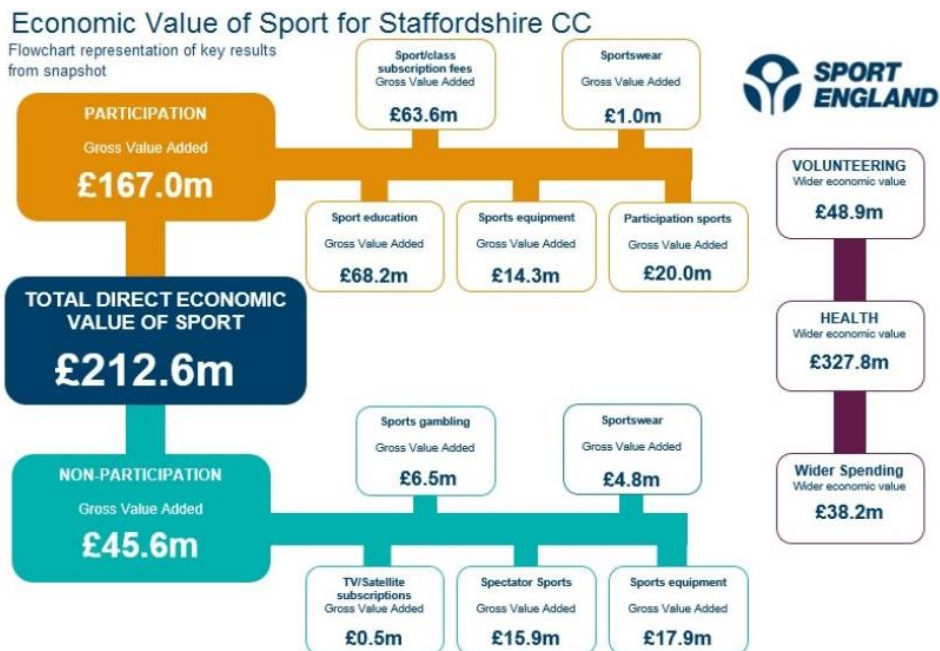 Economic Value of Sport for Staffordshire CC
Flowchart representation of key results
from snapshot
SPORT
ENGLAND
PARTICIPATION
Gross Value Added
£167.0m
Sport/class
subscription fees
Gross Value Added
£63.6m
Sportswear
Gross Value Added
£1.0m
Sport education
Gross Value Added
£68.2m
Sports equipment
Gross Value Added
£14.3m
Participation sports
Gross Value Added
£20.0m
TOTAL DIRECT ECONOMIC
VALUE OF SPORT
£212.6m
NON-PARTICIPATION
Gross Value Added
£45.6m
Sports gambling
Gross Value Added
£6.5m
Sportswear
Gross Value Added
£4.8m
TV/Satellite
subscriptions
Gross Value Added
£0.5m
Spectator Sports
Gross Value Added
£15.9m
Sports equipment
Gross Value Added
£17.9m
VOLUNTEERING
Wider economic value
£48.9m
HEALTH
Wider economic value
£327.8m
Wider Spending
Wider economic value
£38.2m